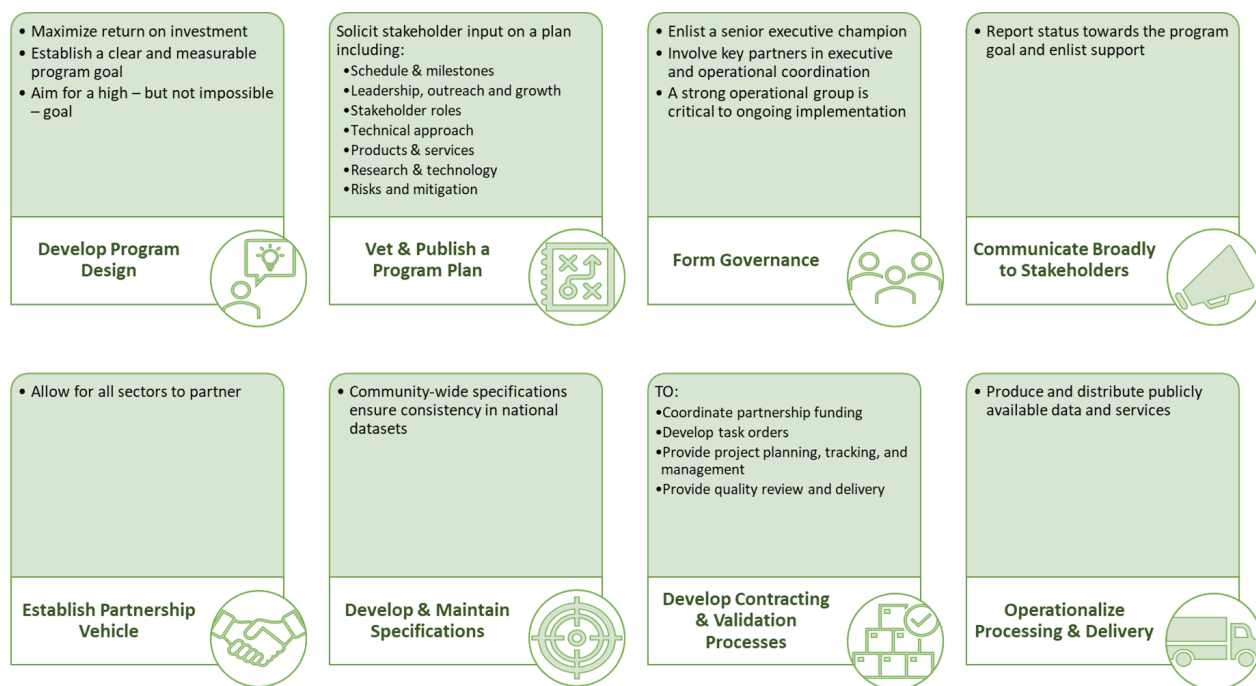 • Maximize return on investment
• Establish a clear and measurable
program goal
• Aim for a high – but not impossible
– goal
Develop Program
Design
Solicit stakeholder input on a plan
including:
•Schedule & milestones
•Leadership, outreach and growth
•Stakeholder roles
•Technical approach
•Products & services
•Research & technology
•Risks and mitigation
Vet & Publish a
Program Plan
• Enlist a senior executive champion
• Involve key partners in executive
and operational coordination
• A strong operational group is
critical to ongoing implementation
Form Governance
• Report status towards the program
goal and enlist support
Communicate Broadly
to Stakeholders
• Allow for all sectors to partner
Establish Partnership
Vehicle
• Community-wide specifications
ensure consistency in national
datasets
Develop & Maintain
Specifications
TO:
•Coordinate partnership funding
•Develop task orders
•Provide project planning, tracking, and
management
•Provide quality review and delivery
Develop Contracting
& Validation
Processes
• Produce and distribute publicly
available data and services
Operationalize
Processing & Delivery